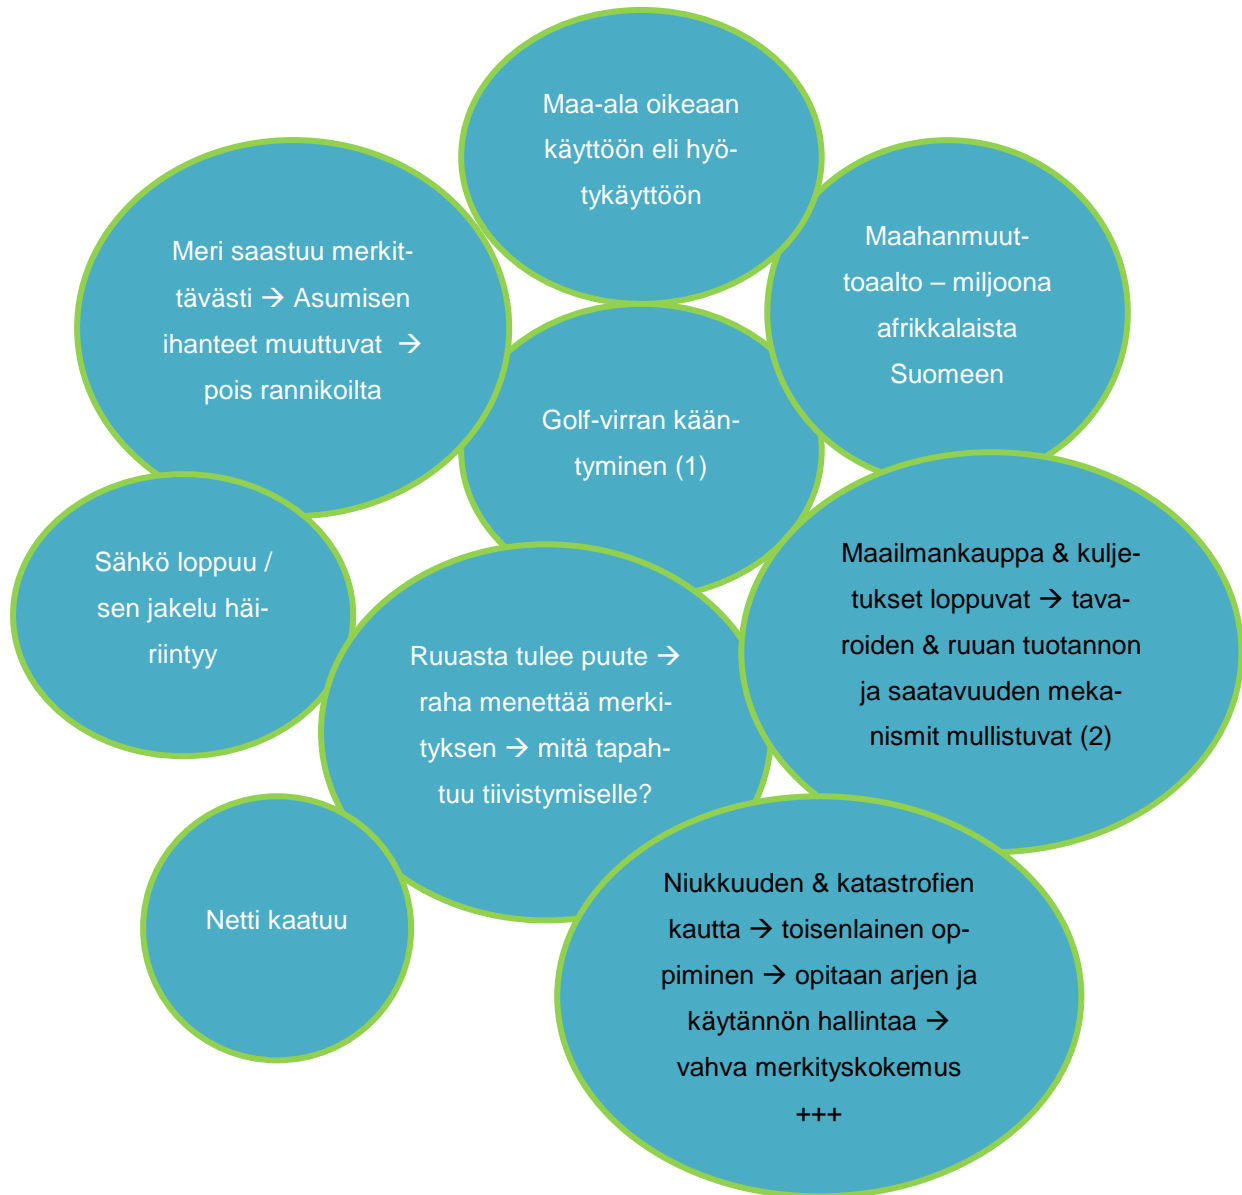 Maa-ala oikeaan
käyttöön eli hyö-
tykäyttöön
Meri saastuu merkit-
tävästi → Asumisen
ihanteet muuttuvat →
pois rannikoilta
Maahanmuut-
toaalto – miljoona
afrikkalaista
Suomeen
Golf-virran kään-
tyminen (1)
Sähkö loppuu /
sen jakelu häi-
riintyy
Maailmankauppa & kulje-
tukset loppuvat → tava-
roiden & ruuan tuotannon
ja saatavuuden meka-
nismit mullistuvat (2)
Ruuasta tulee puute →
raha menettää merki-
tyksen → mitä tapah-
tuu tiivistymiselle?
Netti kaatuu
Niukkuuden & katastrofien
kautta → toisenlainen op-
piminen → opitaan arjen ja
käytännön hallintaa →
vahva merkityskokemus
+++